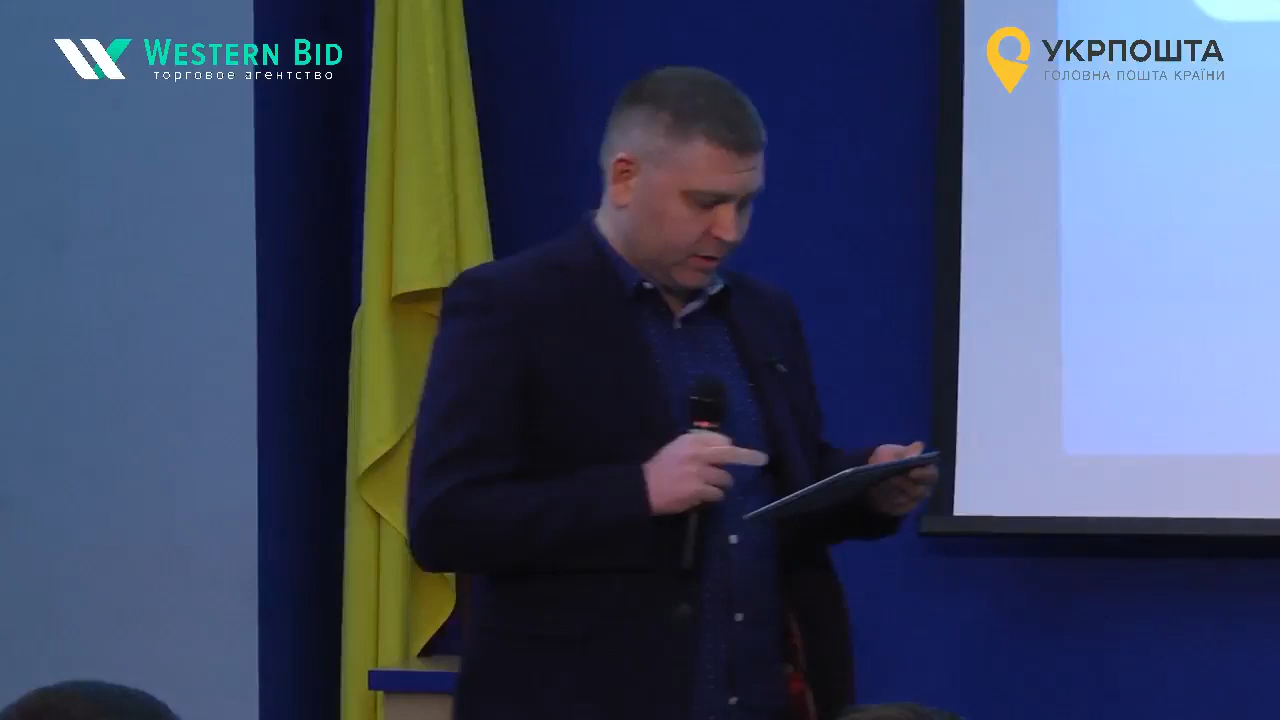 WESTERN BID
торговое агентство
УКРПОШТА
ГОЛОВНА ПОШТА КРАЇНИ